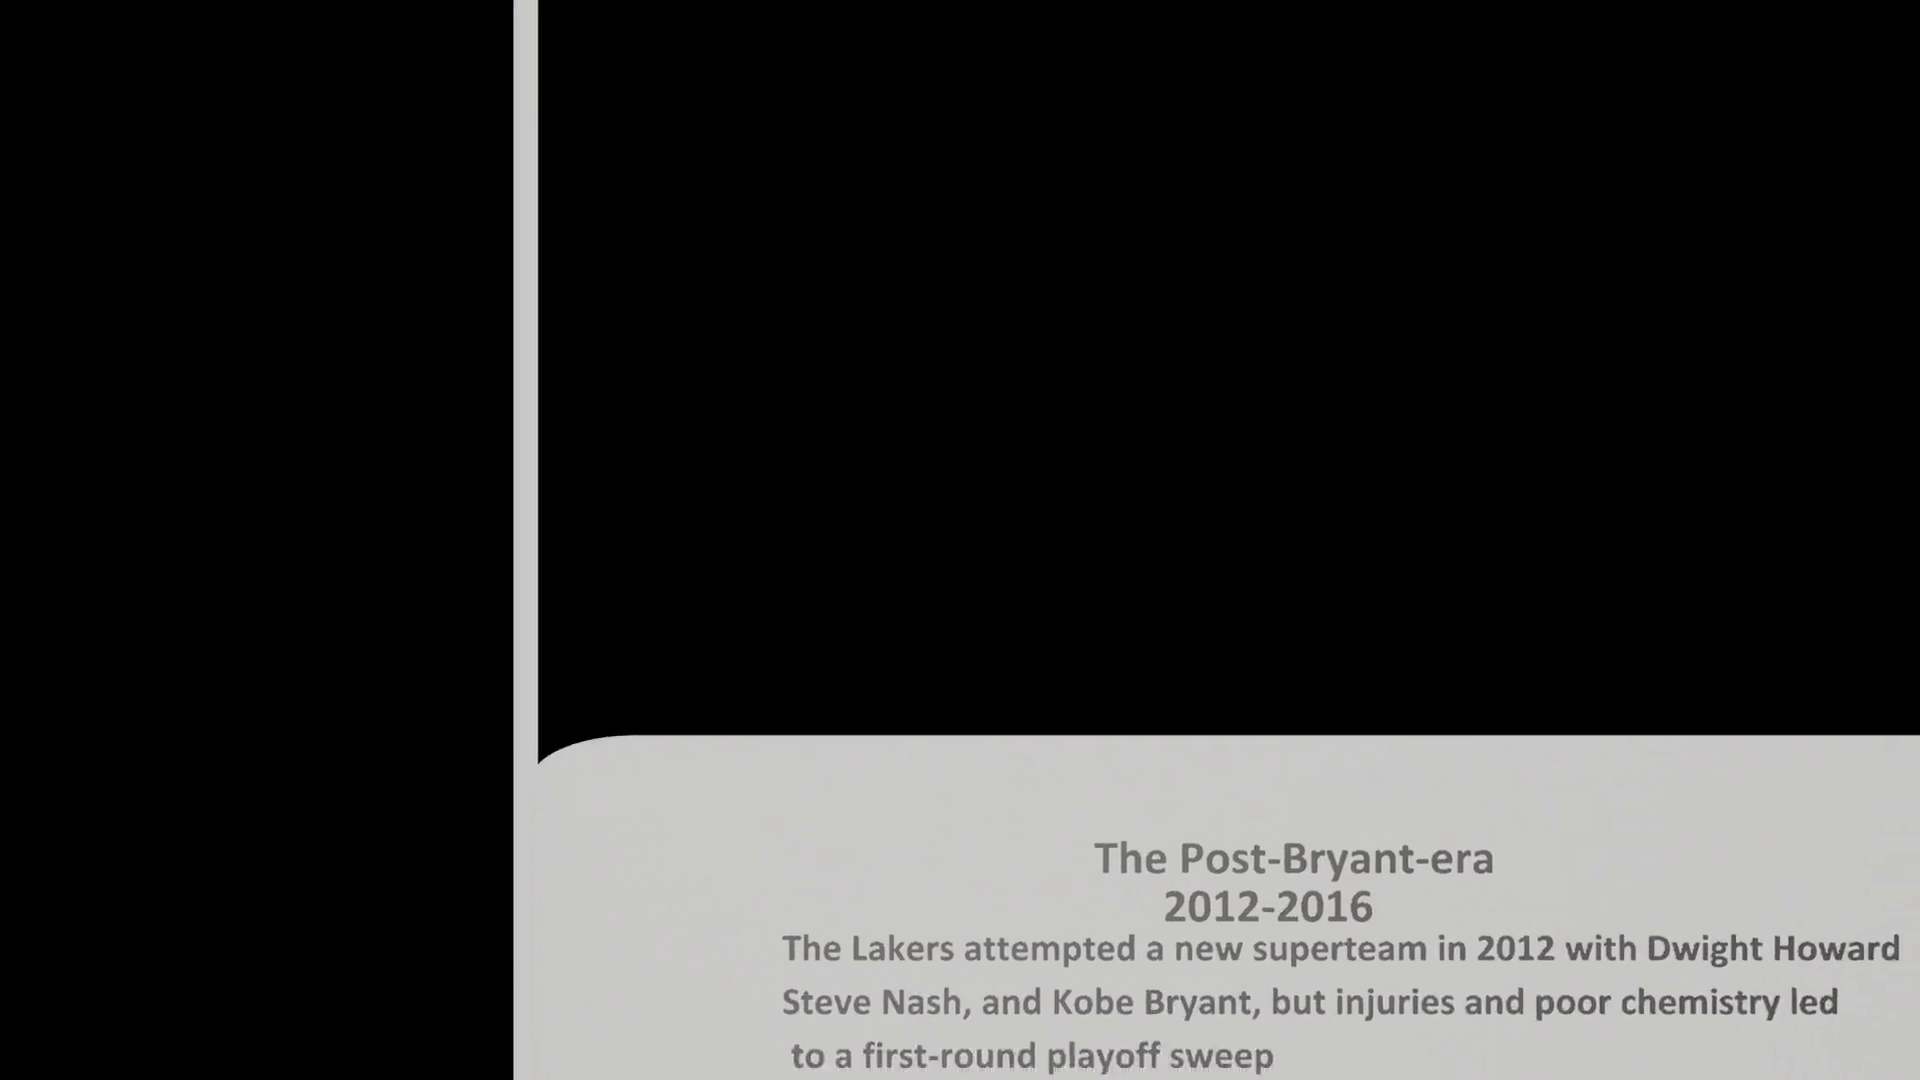 The Post-Bryant-era
2012-2016
The Lakers attempted a new superteam in 2012 with Dwight Howard
Steve Nash, and Kobe Bryant, but injuries and poor chemistry led
to a first-round playoff sweep